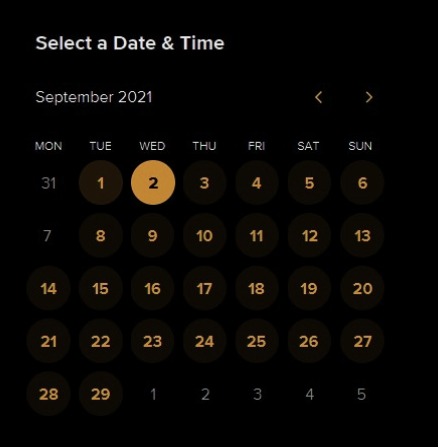 Select a Date & Time
September 2021
MON TUE WED THU FRI SAT SUN
31 1 2 3 4 5 6
7 8 9 10 11 12 13
14 15 16 17 18 19 20
21 22 23 24 25 26 27
28 29 1 2 3 4 5